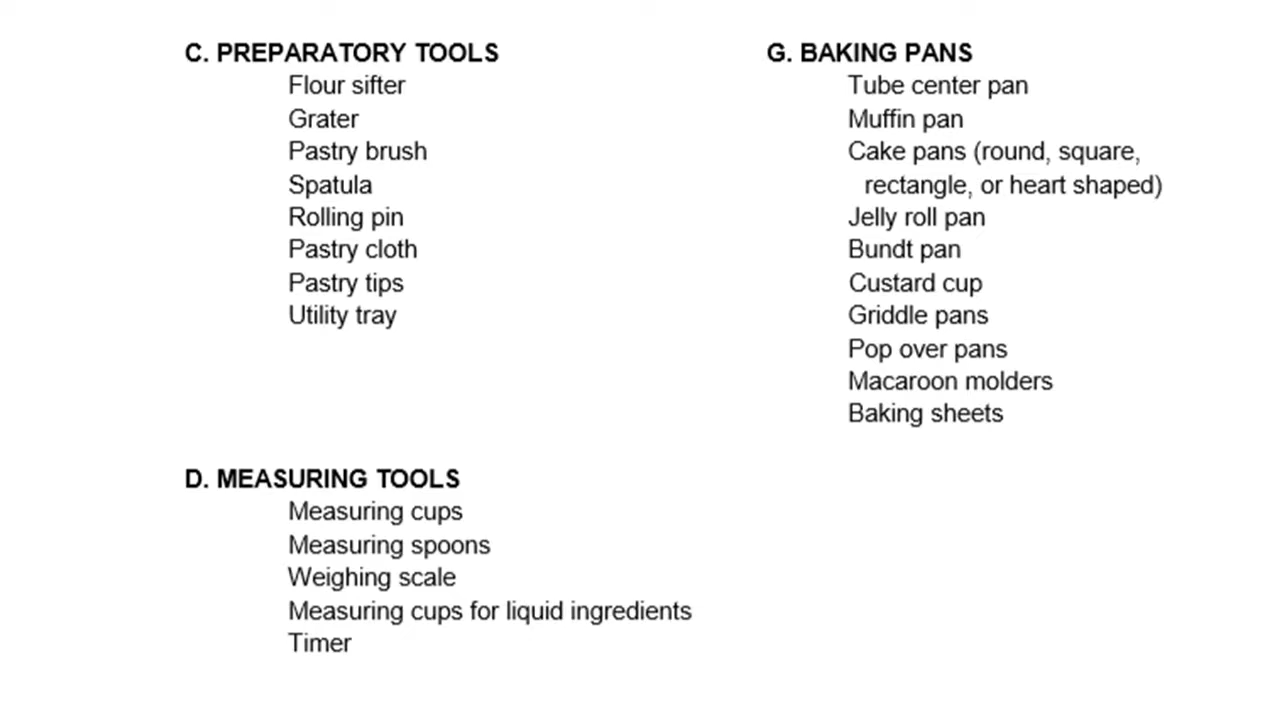 C. PREPARATORY TOOLS
Flour sifter
Grater
Pastry brush
Spatula
Rolling pin
Pastry cloth
Pastry tips
Utility tray
D. MEASURING TOOLS
Measuring cups
Measuring spoons
Weighing scale
Measuring cups for liquid ingredients
Timer
G. BAKING PANS
Tube center pan
Muffin pan
Cake pans (round, square,
rectangle, or heart shaped)
Jelly roll pan
Bundt pan
Custard cup
Griddle pans
Pop over pans
Macaroon molders
Baking sheets